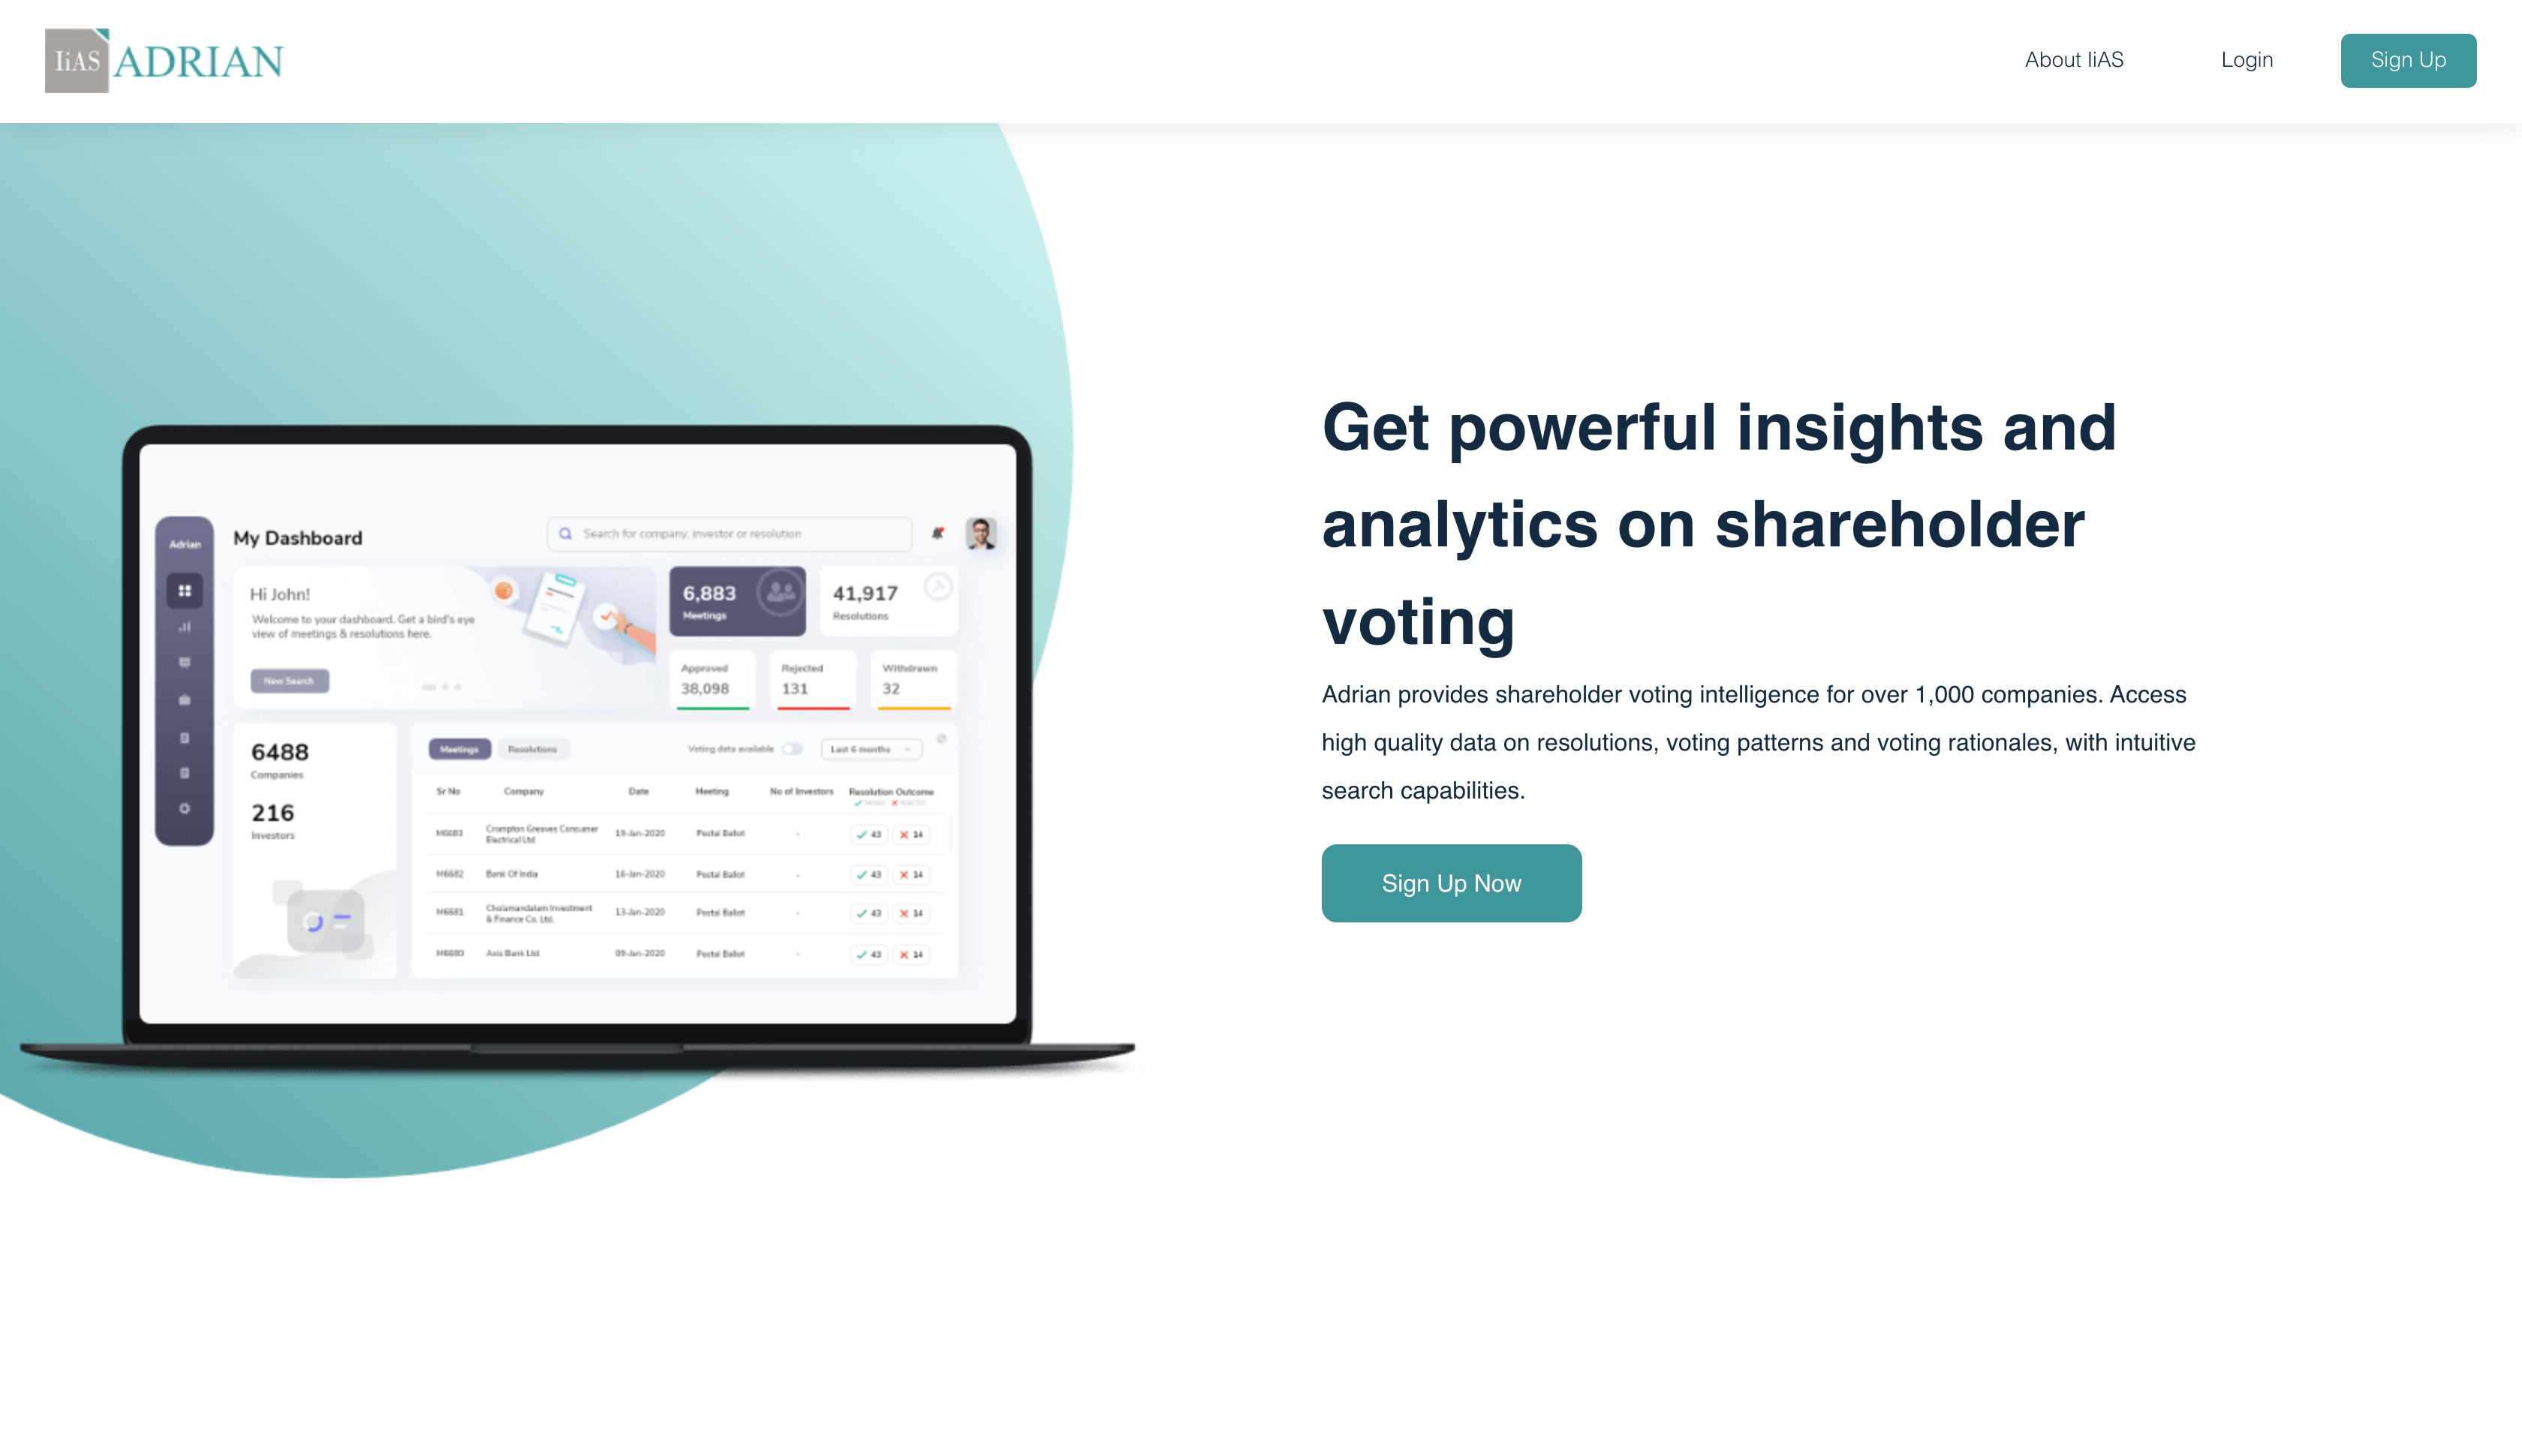 IiAS ADRIAN
About IiAS
Login
Sign Up
Get powerful insights and
analytics on shareholder
voting
Adrian provides shareholder voting intelligence for over 1,000 companies. Access
high quality data on resolutions, voting patterns and voting rationales, with intuitive
search capabilities.
Sign Up Now
Adrian
My Dashboard
Search for company, investor or resolution
Hi John!
Welcome to your dashboard. Get a bird's eye
view of meetings & resolutions here.
New Search
6,883
Meetings
41,917
Resolutions
Approved
38,098
Rejected
131
Withdrawn
32
6488
Companies
216
Investors
Meetings
Resolutions
Voting data available
Last 6 months
Sr No Company Date Meeting No of Investors Resolution Outcome
M6683 Crompton Greaves Consumer Electrical Ltd 19-Jan-2020 Postal Ballot - 43 14
M6682 Bank Of India 16-Jan-2020 Postal Ballot - 43 14
M6681 Cholamandalam Investment & Finance Co. Ltd. 13-Jan-2020 Postal Ballot - 43 14
M6680 Axis Bank Ltd. 09-Jan-2020 Postal Ballot - 43 14